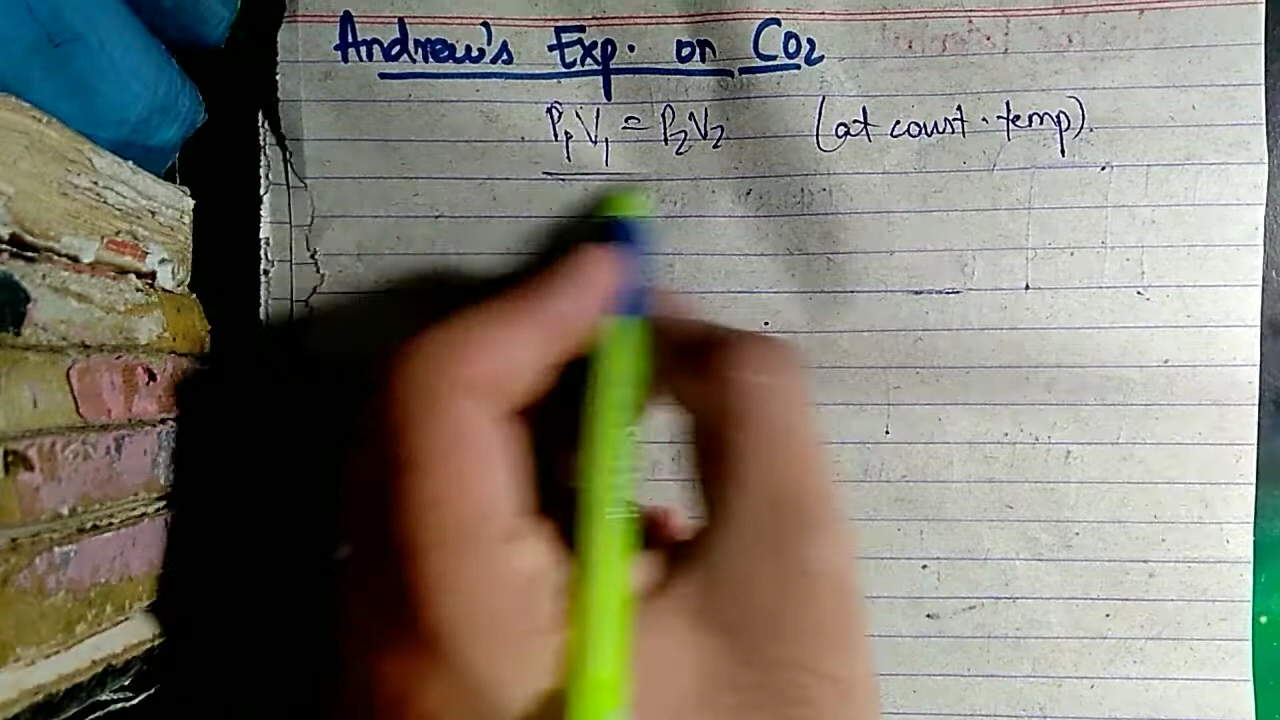 Andrew's Exp. on CO2
P1V1 = P2V2 (at const. temp).